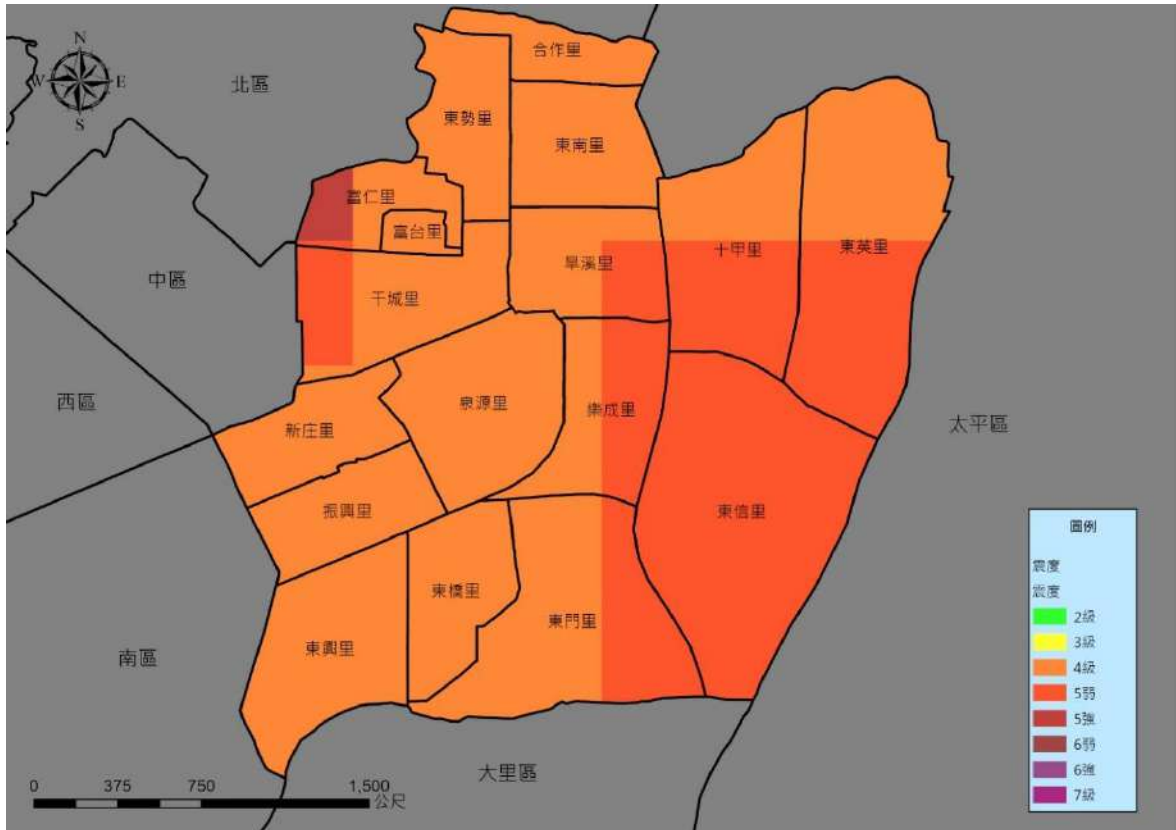 N
W
E
S
北區
合作里
東勢里
東南里
富仁里
富台里
旱溪里
十甲里
東英里
中區
干城里
西區
泉源里
樂成里
新庄里
太平區
振興里
東信里
東橋里
東門里
東興里
南區
大里區
0 375 750 1,500
公尺
圖例
震度
震度
2級
3級
4級
5弱
5強
6弱
6強
7級